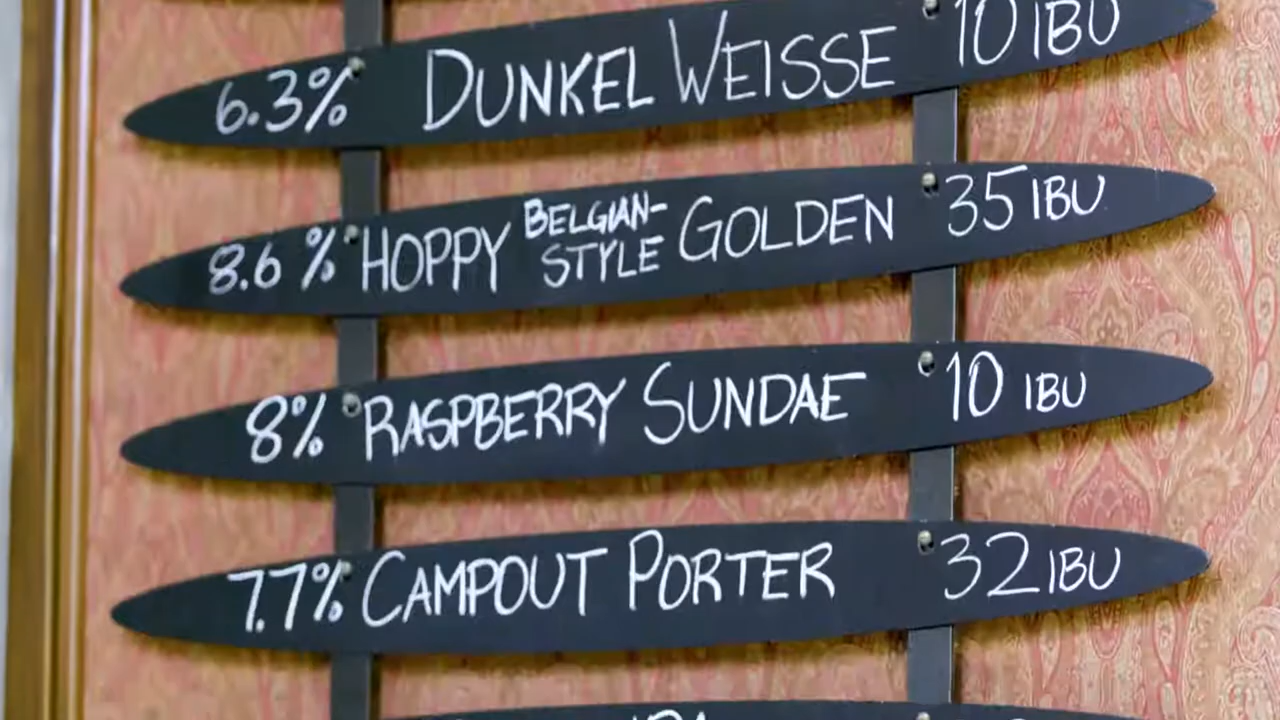 6.3% DUNKEL WEISSE 10 IBU
8.6% HOPPY BELGIAN-STYLE GOLDEN 35 IBU
8% RASPBERRY SUNDAE 10 IBU
7.7% CAMPOUT PORTER 32 IBU